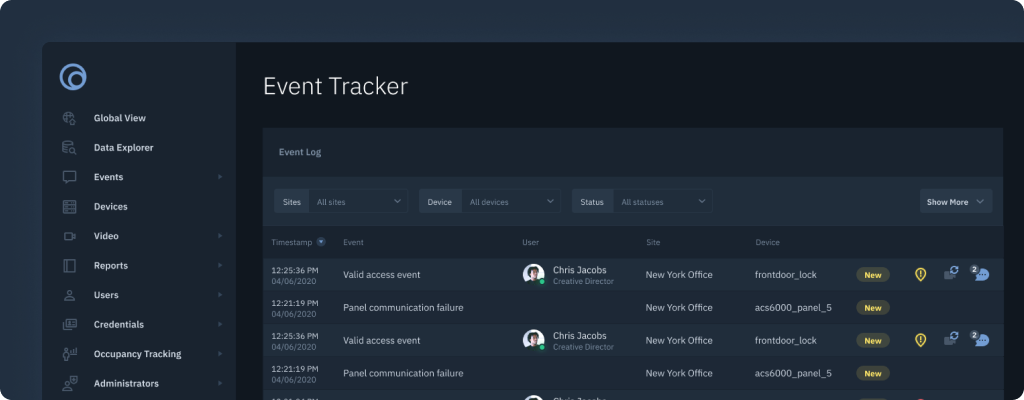 Event Tracker
Global View
Data Explorer
Events
Devices
Video
Reports
Users
Credentials
Occupancy Tracking
Administrators
Event Log
Sites All sites Device All devices Status All statuses Show More
Timestamp Event User Site Device
12:25:36 PM
04/06/2020
Valid access event
Chris Jacobs
Creative Director
New York Office
frontdoor_lock
New
2
12:21:19 PM
04/06/2020
Panel communication failure
New York Office
acs6000_panel_5
New
12:25:36 PM
04/06/2020
Valid access event
Chris Jacobs
Creative Director
New York Office
frontdoor_lock
New
2
12:21:19 PM
04/06/2020
Panel communication failure
New York Office
acs6000_panel_5
New